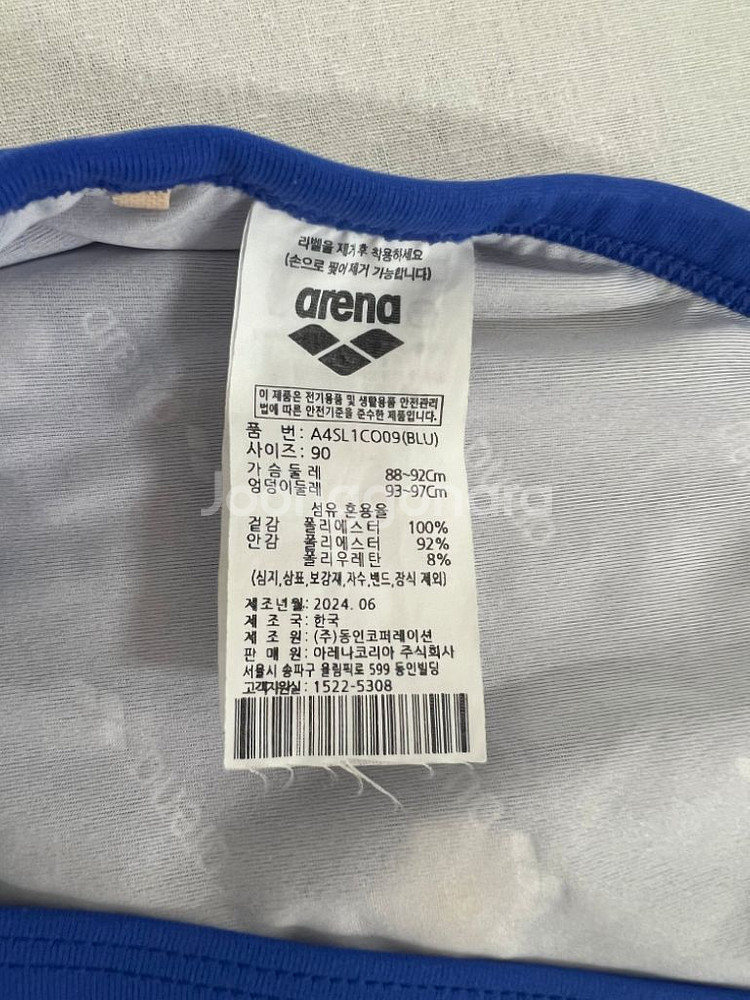 라벨을 제거후 착용하세요
(손으로 찢어제거 가능합니다)
arena
이 제품은 전기용품 및 생활용품 안전관리
법에 따른 안전기준을 준수한 제품입니다.
품 번: A4SL1CO09(BLU)
사이즈: 90
가슴둘레 88~92Cm
엉덩이둘레 93~97Cm
Joonggonara
섬유 혼용율
겉감 폴리에스터 100%
안감 폴리에스터 92%
폴리우레탄 8%
(심지,상표,보강재,자수,밴드,장식 제외)
제조년월: 2024. 06
제 조 국: 한국
제 조 원: (주)동인코퍼레이션
판 매 원: 아레나코리아 주식회사
서울시 송파구 올림픽로 599 동인빌딩
고객지원실: 1522-5308